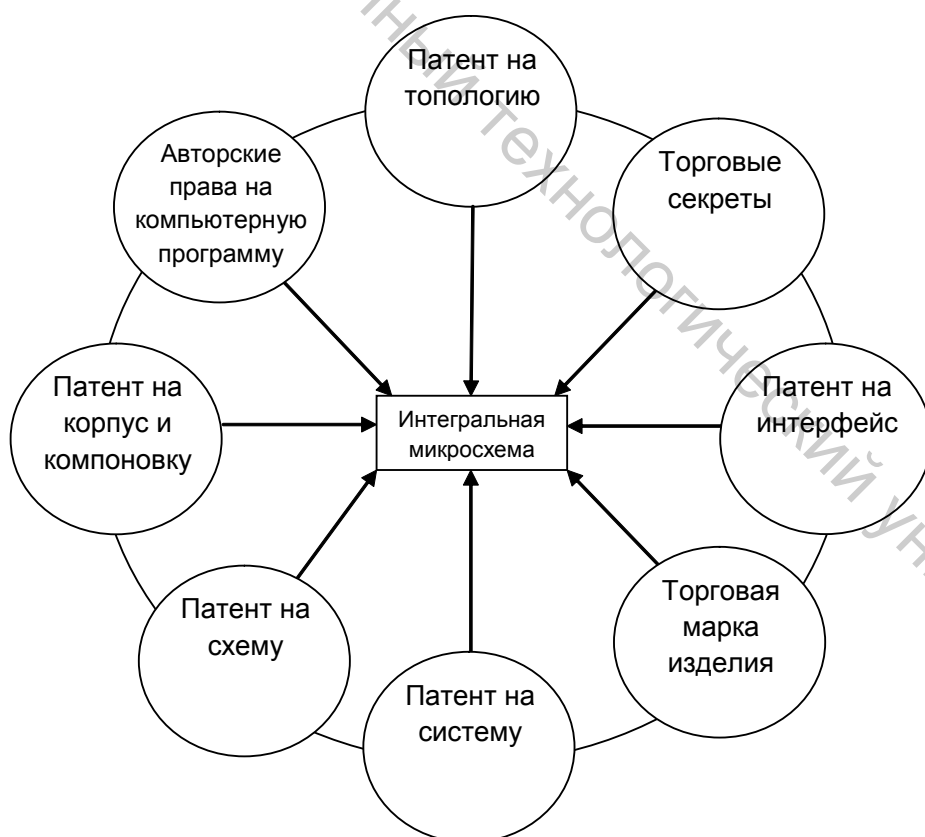 Патент на
топологию
Авторские
права на
компьютерную
программу
Торговые
секреты
Патент на
корпус и
компоновку
Интегральная
микросхема
Патент на
интерфейс
Патент на
схему
Торговая
марка
изделия
Патент на
систему
технологический